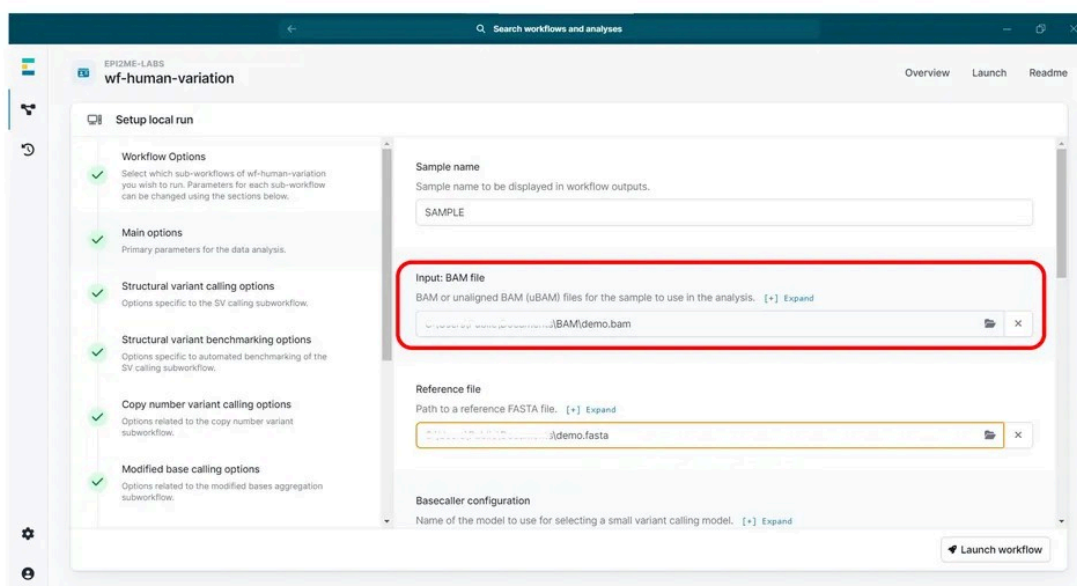 Search workflows and analyses
EPI2ME-LABS
wf-human-variation
Overview Launch Readme
Setup local run
Workflow Options
Select which sub-workflows of wf-human-variation
you wish to run. Parameters for each sub-workflow
can be changed using the sections below.
Main options
Primary parameters for the data analysis.
Structural variant calling options
Options specific to the SV calling subworkflow.
Structural variant benchmarking options
Options specific to automated benchmarking of the
SV calling subworkflow.
Copy number variant calling options
Options related to the copy number variant
subworkflow.
Modified base calling options
Options related to the modified bases aggregation
subworkflow.
Sample name
Sample name to be displayed in workflow outputs.
SAMPLE
Input: BAM file
BAM or unaligned BAM (uBAM) files for the sample to use in the analysis. [+] Expand
\BAM\demo.bam
Reference file
Path to a reference FASTA file. [+] Expand
\demo.fasta
Basecaller configuration
Name of the model to use for selecting a small variant calling model. [+] Expand
Launch workflow